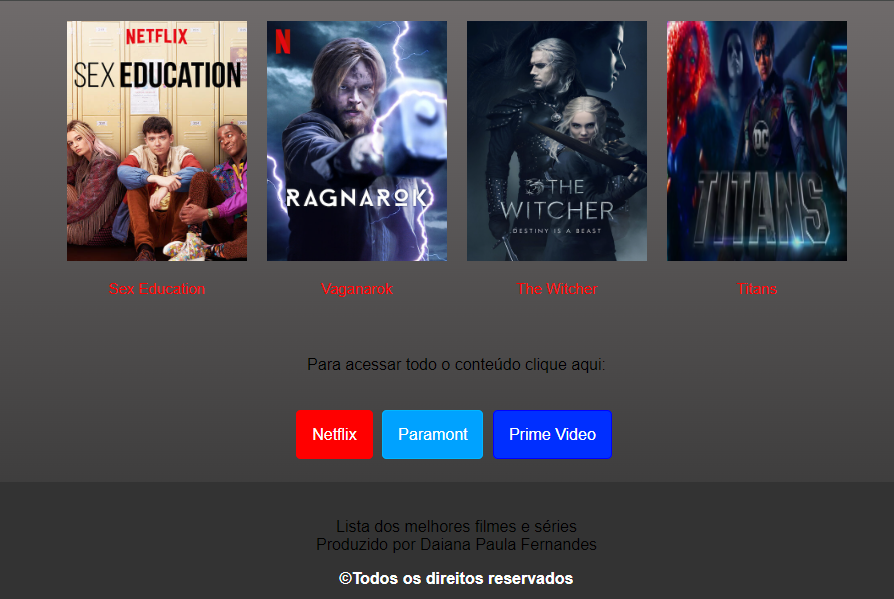 NETFLIX
SEX EDUCATION
N
RAGNAROK
THE
WITCHER
DESTINY IS A BEAST
DC
TITANS
Sex Education
Vaganarok
The Witcher
Titans
Para acessar todo o conteúdo clique aqui:
Netflix
Paramont
Prime Video
Lista dos melhores filmes e séries
Produzido por Daiana Paula Fernandes
©Todos os direitos reservados